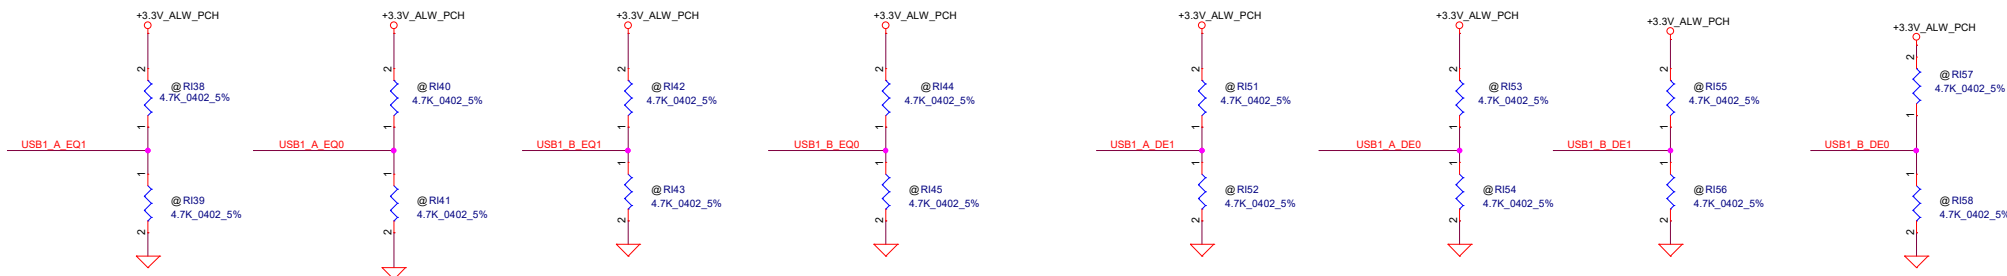 +3.3V_ALW_PCH
2
@RI38
4.7K_0402_5%
1
USB1_A_EQ1
1
@RI39
4.7K_0402_5%
2
+3.3V_ALW_PCH
2
@RI40
4.7K_0402_5%
1
USB1_A_EQ0
1
@RI41
4.7K_0402_5%
2
+3.3V_ALW_PCH
2
@RI42
4.7K_0402_5%
1
USB1_B_EQ1
1
@RI43
4.7K_0402_5%
2
+3.3V_ALW_PCH
2
@RI44
4.7K_0402_5%
1
USB1_B_EQ0
1
@RI45
4.7K_0402_5%
2
+3.3V_ALW_PCH
2
@RI51
4.7K_0402_5%
1
USB1_A_DE1
1
@RI52
4.7K_0402_5%
2
+3.3V_ALW_PCH
2
@RI53
4.7K_0402_5%
1
USB1_A_DE0
1
@RI54
4.7K_0402_5%
2
+3.3V_ALW_PCH
2
@RI55
4.7K_0402_5%
1
USB1_B_DE1
1
@RI56
4.7K_0402_5%
2
+3.3V_ALW_PCH
2
@RI57
4.7K_0402_5%
1
USB1_B_DE0
1
@RI58
4.7K_0402_5%
2